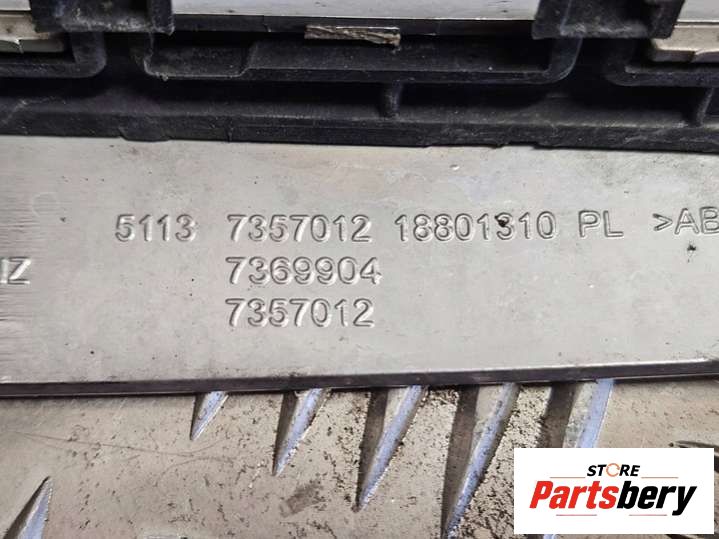 5113 7357012 18801310 PL >AB
IZ 7369904
7357012
STORE
Partsbery